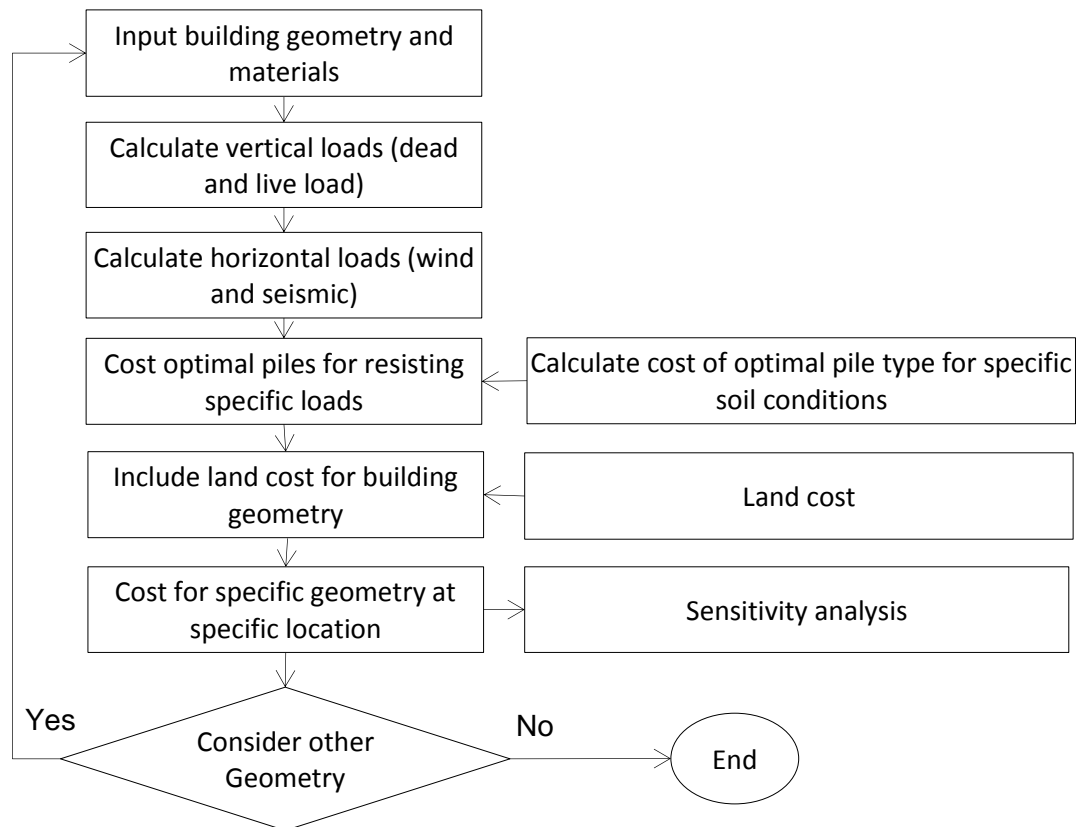 Input building geometry and
materials
Calculate vertical loads (dead
and live load)
Calculate horizontal loads (wind
and seismic)
Cost optimal piles for resisting
specific loads
Calculate cost of optimal pile type for specific
soil conditions
Include land cost for building
geometry
Land cost
Cost for specific geometry at
specific location
Sensitivity analysis
Yes
No
Consider other
Geometry
End